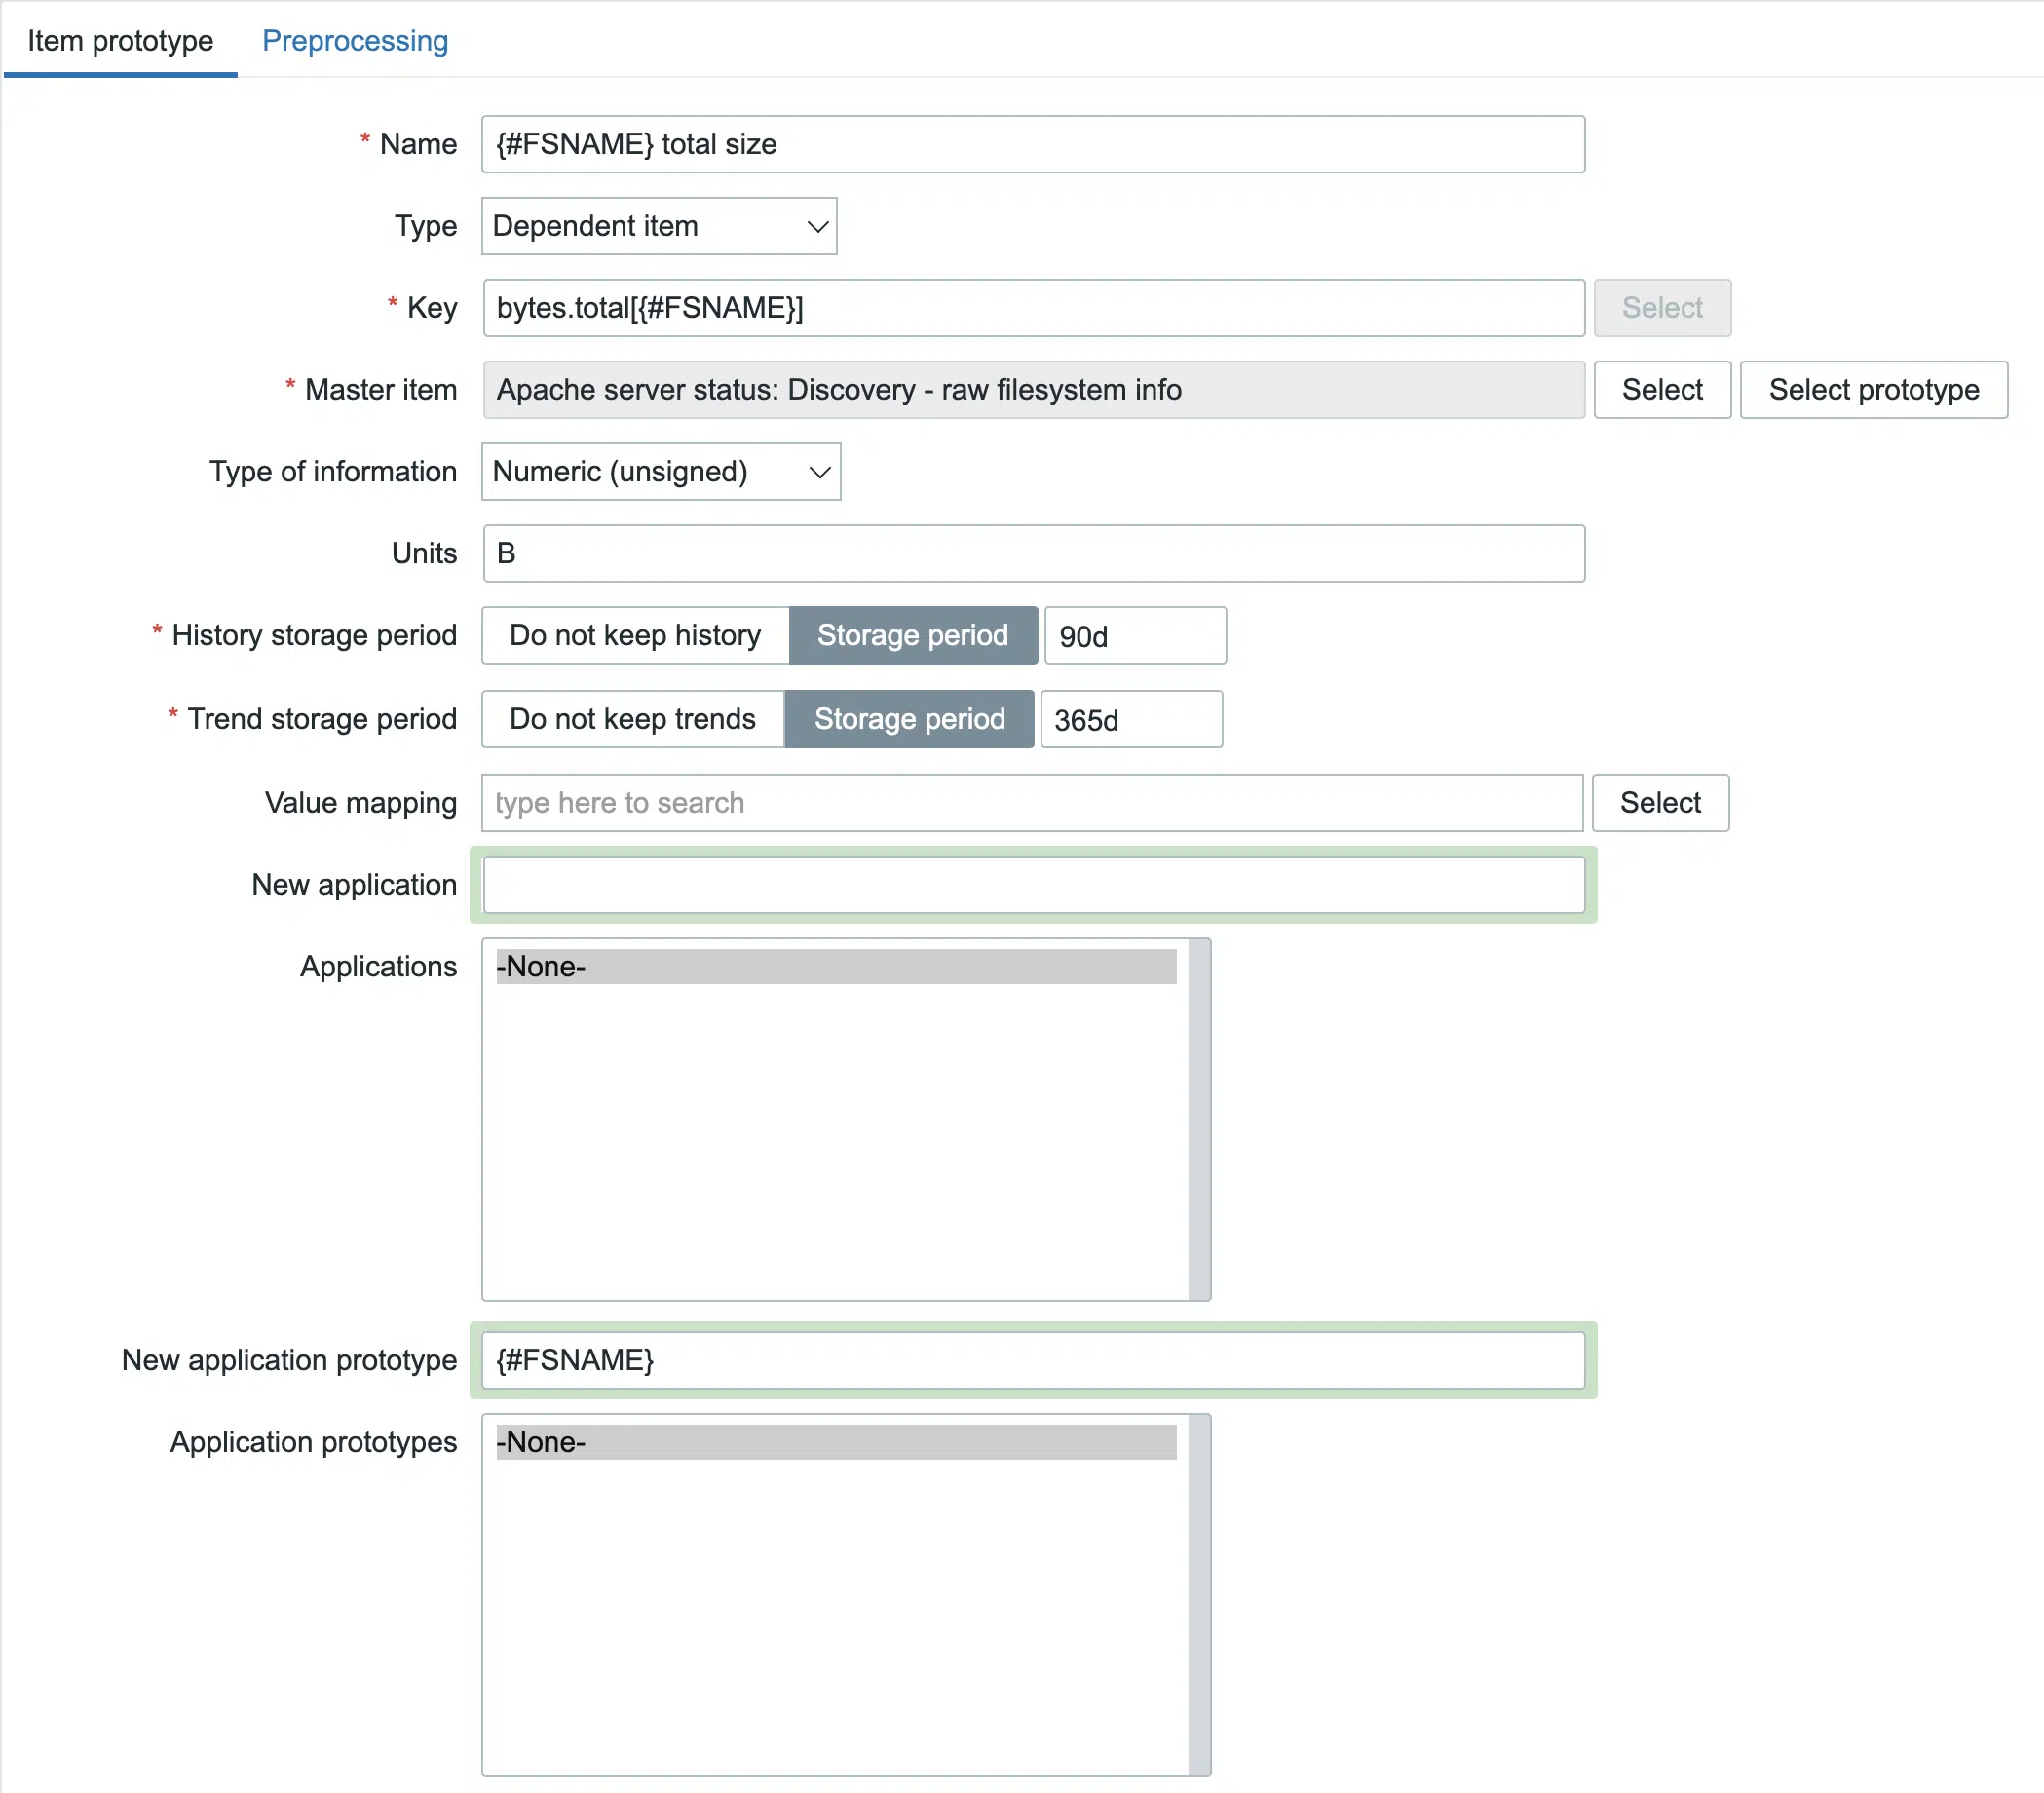 Item prototype Preprocessing
* Name {#FSNAME} total size
Type Dependent item
* Key bytes.total[{#FSNAME}] Select
* Master item Apache server status: Discovery - raw filesystem info Select Select prototype
Type of information Numeric (unsigned)
Units B
* History storage period Do not keep history Storage period 90d
* Trend storage period Do not keep trends Storage period 365d
Value mapping type here to search Select
New application
Applications -None-
New application prototype {#FSNAME}
Application prototypes -None-